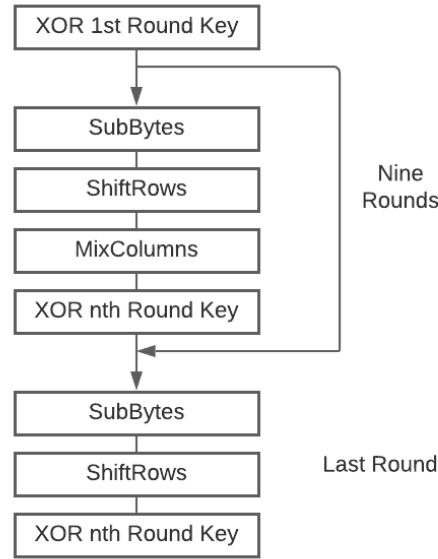 XOR 1st Round Key
SubBytes
ShiftRows
MixColumns
XOR nth Round Key
Nine
Rounds
SubBytes
ShiftRows
XOR nth Round Key
Last Round